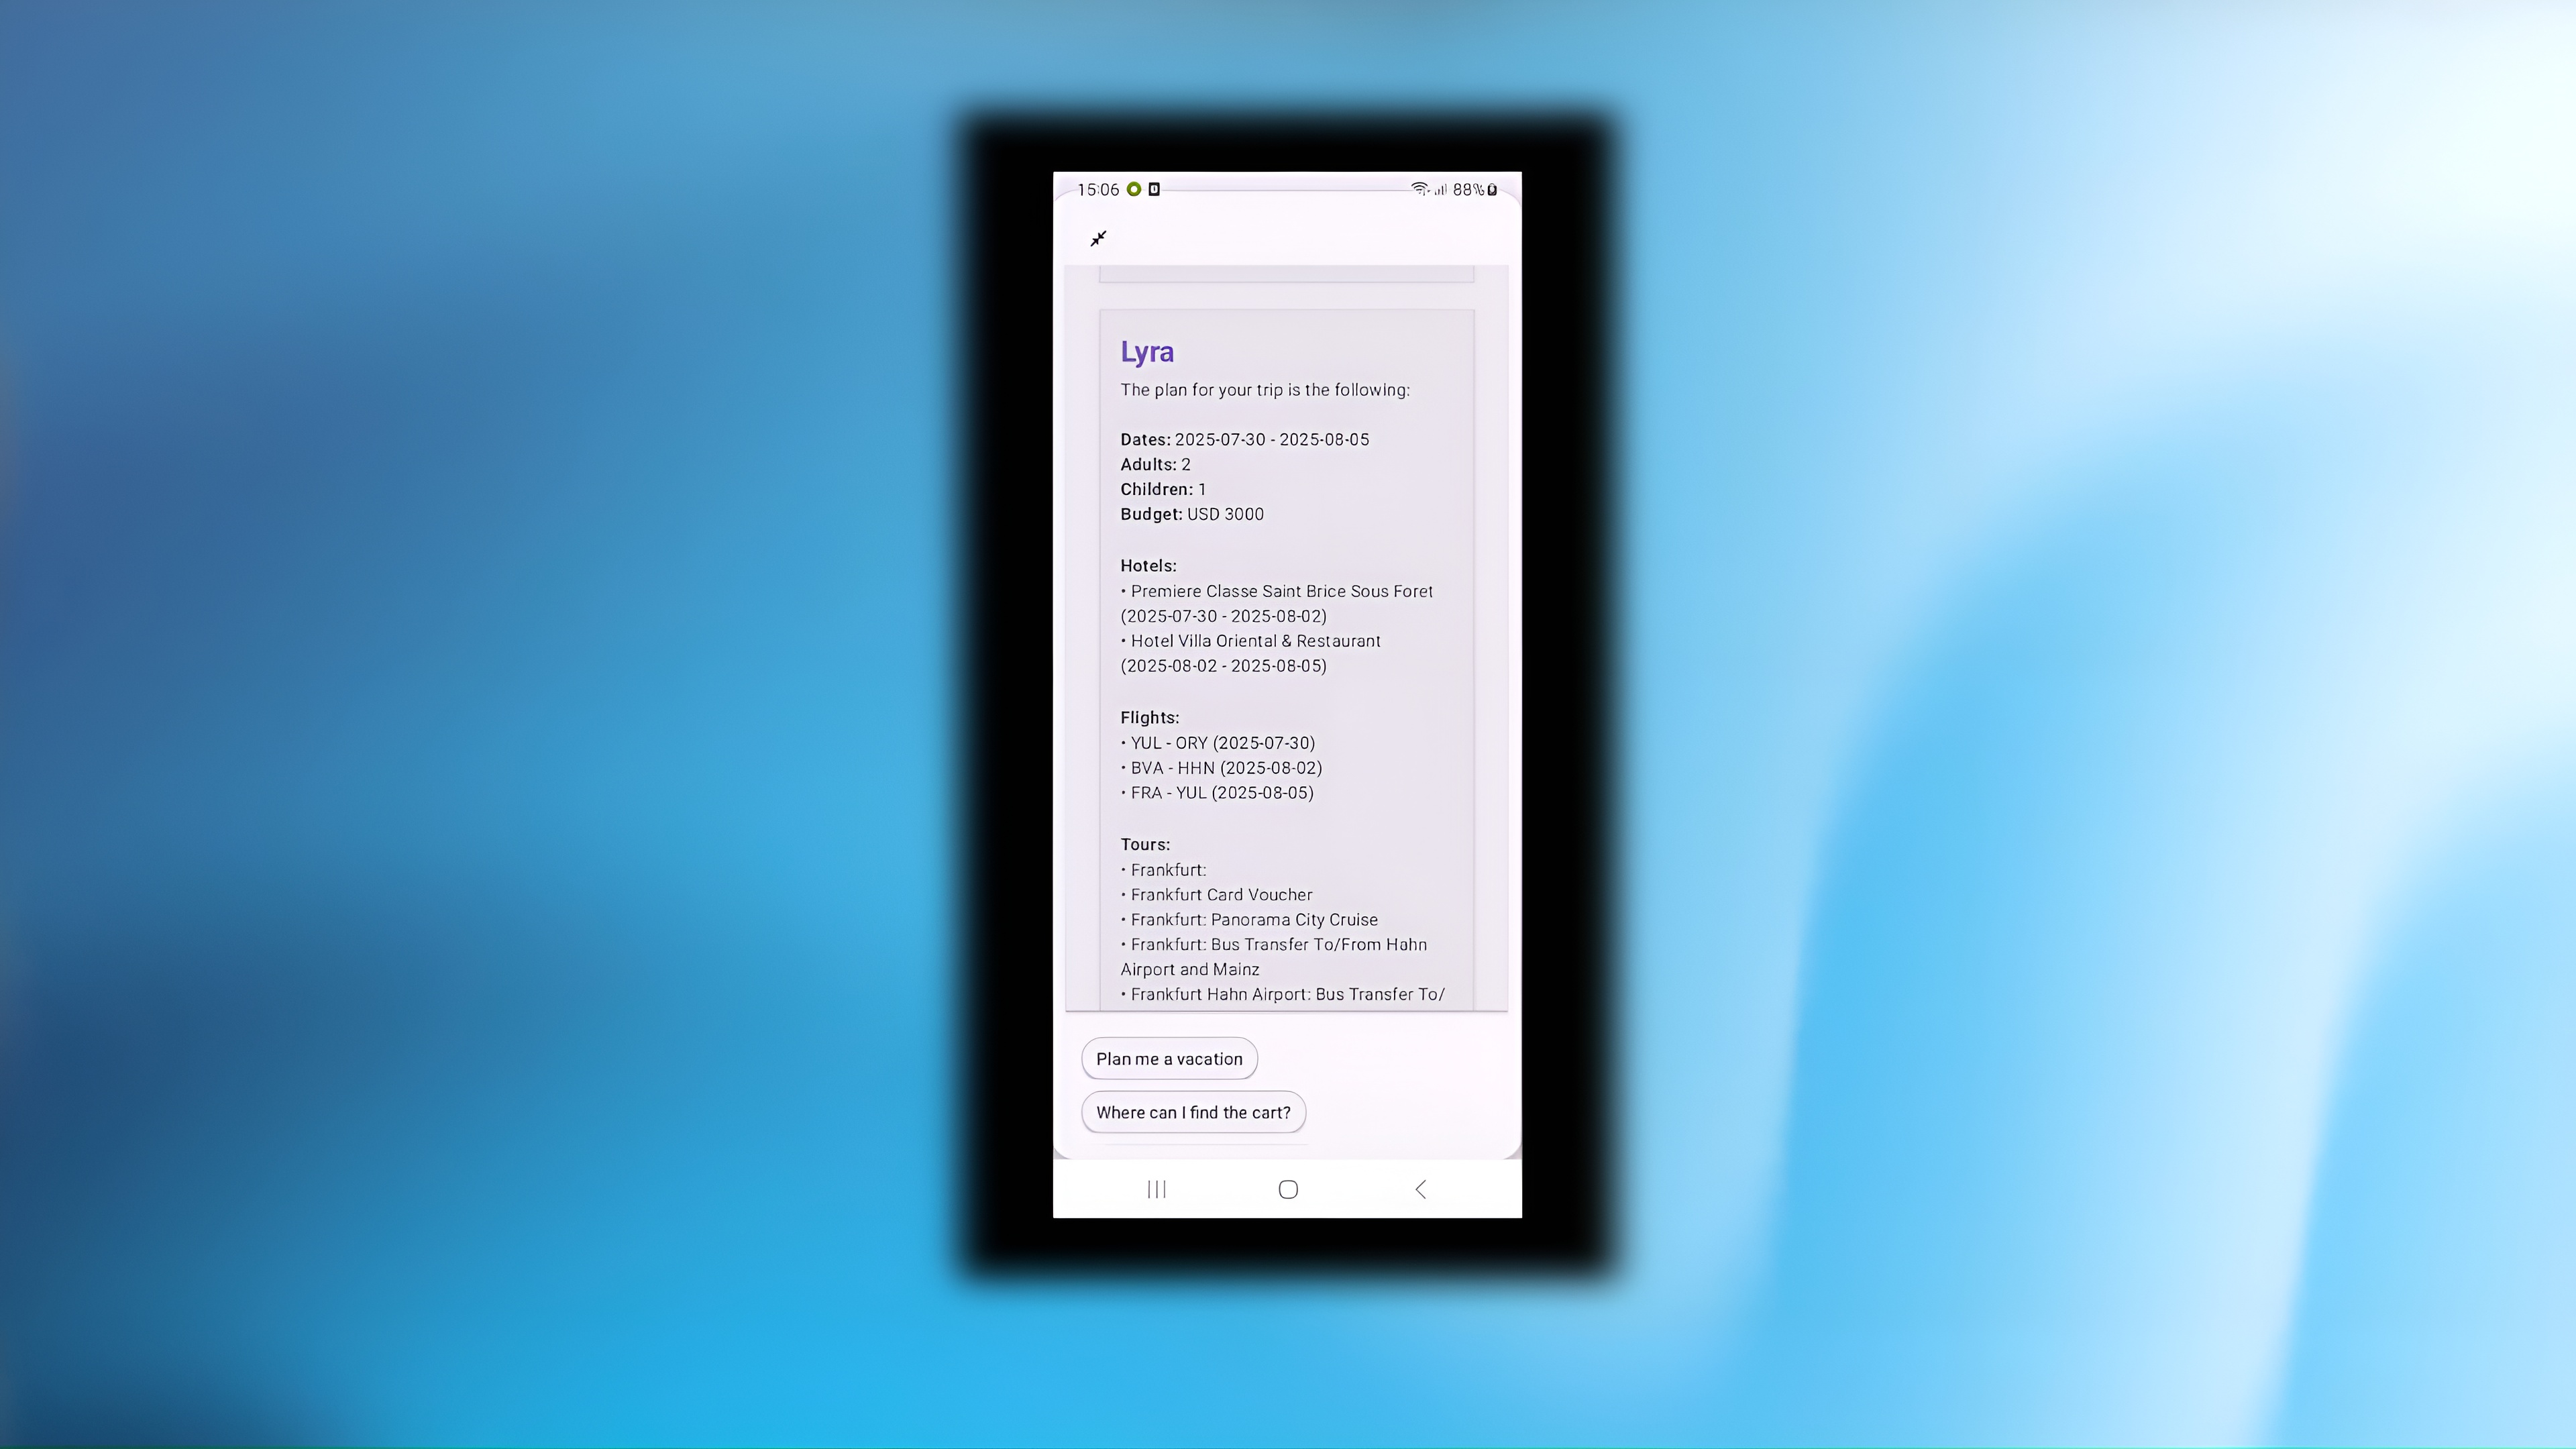 15:06
88%
Lyra
The plan for your trip is the following:
Dates: 2025-07-30 - 2025-08-05
Adults: 2
Children: 1
Budget: USD 3000
Hotels:
• Premiere Classe Saint Brice Sous Foret
(2025-07-30 - 2025-08-02)
• Hotel Villa Oriental & Restaurant
(2025-08-02 - 2025-08-05)
Flights:
• YUL - ORY (2025-07-30)
• BVA - HHN (2025-08-02)
• FRA - YUL (2025-08-05)
Tours:
• Frankfurt:
• Frankfurt Card Voucher
• Frankfurt: Panorama City Cruise
• Frankfurt: Bus Transfer To/From Hahn
Airport and Mainz
• Frankfurt Hahn Airport: Bus Transfer To/
Plan me a vacation
Where can I find the cart?